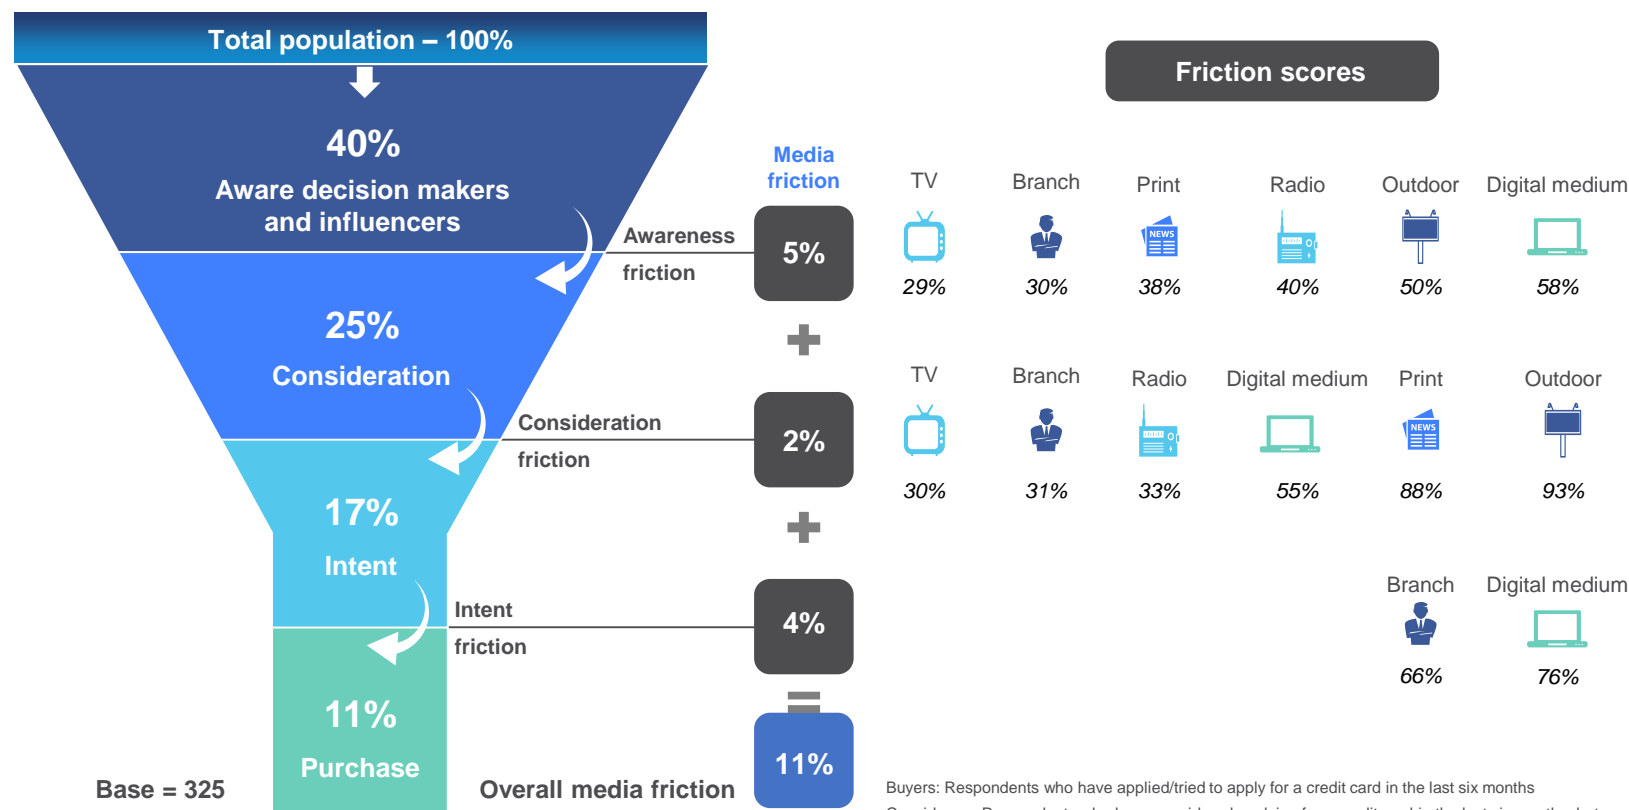 Total population – 100%
Friction scores
40%
Aware decision makers
and influencers
Media
friction
TV
Branch
Print
Radio
Outdoor
Digital medium
NEWS
Awareness
friction
5%
29%
30%
38%
40%
50%
58%
25%
Consideration
TV
Branch
Radio
Digital medium
Print
Outdoor
NEWS
Consideration
friction
2%
30%
31%
33%
55%
88%
93%
17%
Intent
Branch
Digital medium
Intent
friction
4%
66%
76%
11%
Purchase
Base = 325
Overall media friction
11%
Buyers: Respondents who have applied/tried to apply for a credit card in the last six months